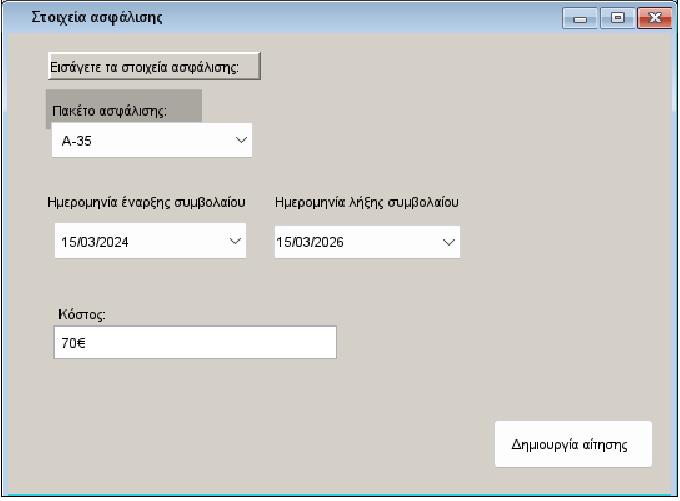 Στοιχεία ασφάλισης
Εισάγετε τα στοιχεία ασφάλισης:
Πακέτο ασφάλισης:
A-35
Ημερομηνία έναρξης συμβολαίου Ημερομηνία λήξης συμβολαίου
15/03/2024 15/03/2026
Κόστος:
70€
Δημιουργία αίτησης